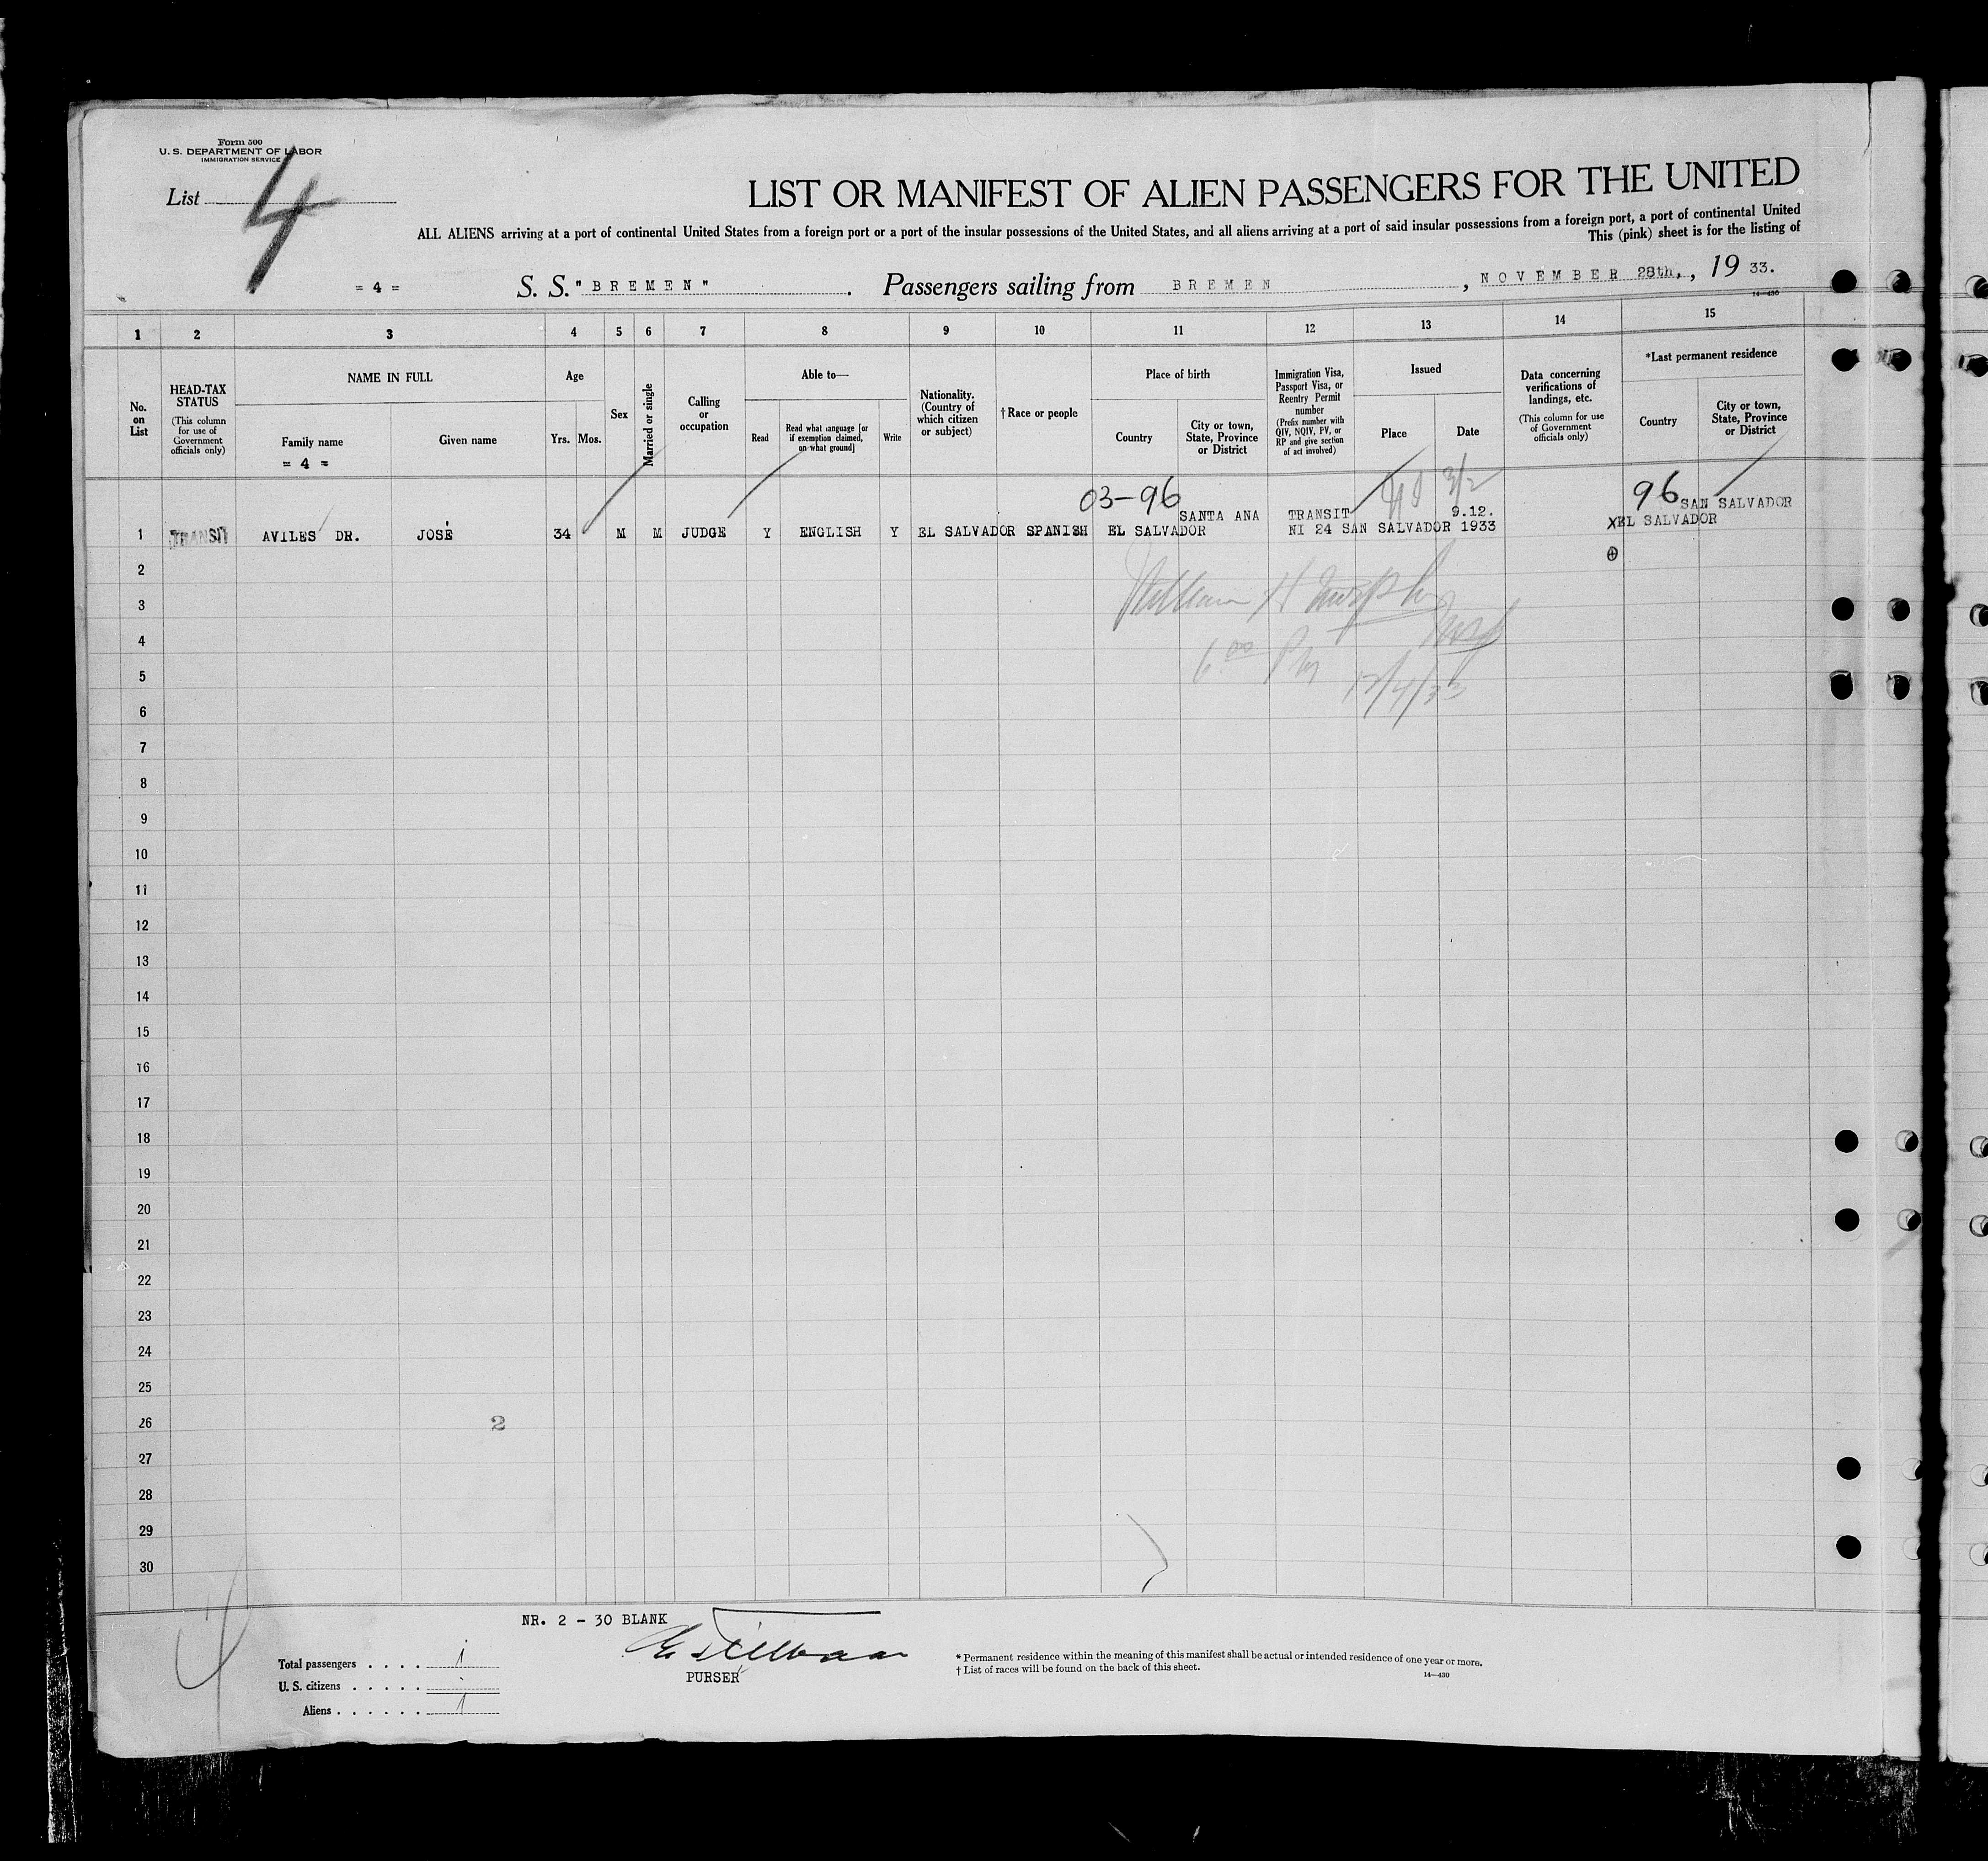 Form 500
U. S. DEPARTMENT OF LABOR
IMMIGRATION SERVICE
List 4
LIST OR MANIFEST OF ALIEN PASSENGERS FOR THE UNITED
ALL ALIENS arriving at a port of continental United States from a foreign port or a port of the insular possessions of the United States, and all aliens arriving at a port of said insular possessions from a foreign port, a port of continental United
This (pink) sheet is for the listing of
= 4 = S. S. "BREMEN". Passengers sailing from BREMEN, NOVEMBER 28th., 19 33.
14—430
1 2 3 4 5 6 7 8 9 10 11 12 13 14 15
No. on List
HEAD-TAX STATUS
(This column for use of Government officials only)
NAME IN FULL
Family name
= 4 =
Given name
Age
Yrs. Mos.
Sex
Married or single
Calling or occupation
Able to—
Read
Read what language [or if exemption claimed, on what ground]
Write
Nationality. (Country of which citizen or subject)
† Race or people
Place of birth
Country
City or town, State, Province or District
Immigration Visa, Passport Visa, or Reentry Permit number
(Prefix number with QIV, NQIV, PV, or RP and give section of act involved)
Issued
Place
Date
Data concerning verifications of landings, etc.
(This column for use of Government officials only)
*Last permanent residence
Country
City or town, State, Province or District
03-96 96
SANTA ANA TRANSIT 9.12. SAN SALVADOR
1 TRANSIT AVILES DR. JOSÉ 34 M M JUDGE Y ENGLISH Y EL SALVADOR SPANISH EL SALVADOR NI 24 SAN SALVADOR 1933 XEL SALVADOR
2
3 William H Murphy
4 Insp
5 6 00 PM 12/4/33
6
7
8
9
10
11
12
13
14
15
16
17
18
19
20
21
22
23
24
25
26 2
27
28
29
30
NR. 2 - 30 BLANK
Total passengers . . . . 1
U. S. citizens . . . . .
Aliens . . . . . . 1
PURSER
* Permanent residence within the meaning of this manifest shall be actual or intended residence of one year or more.
† List of races will be found on the back of this sheet.
14—430